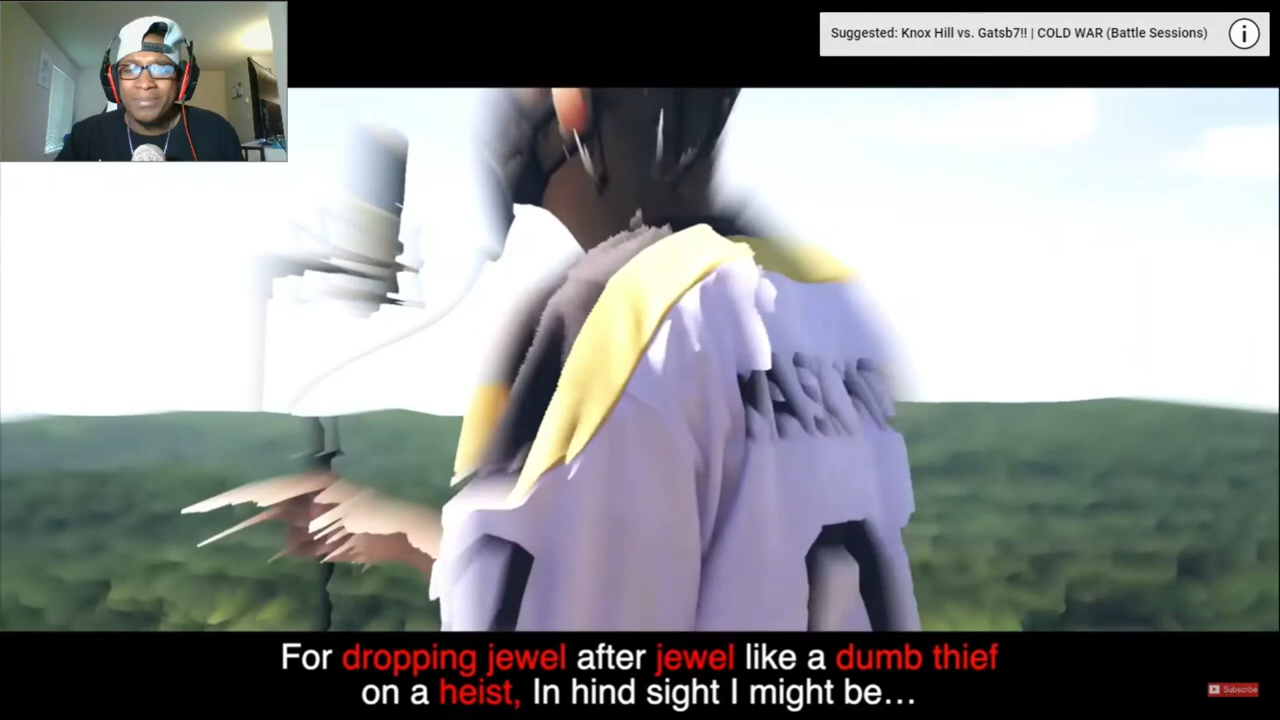 Suggested: Knox Hill vs. Gatsb7!! | COLD WAR (Battle Sessions)
For dropping jewel after jewel like a dumb thief
on a heist, In hind sight I might be...
Subscribe